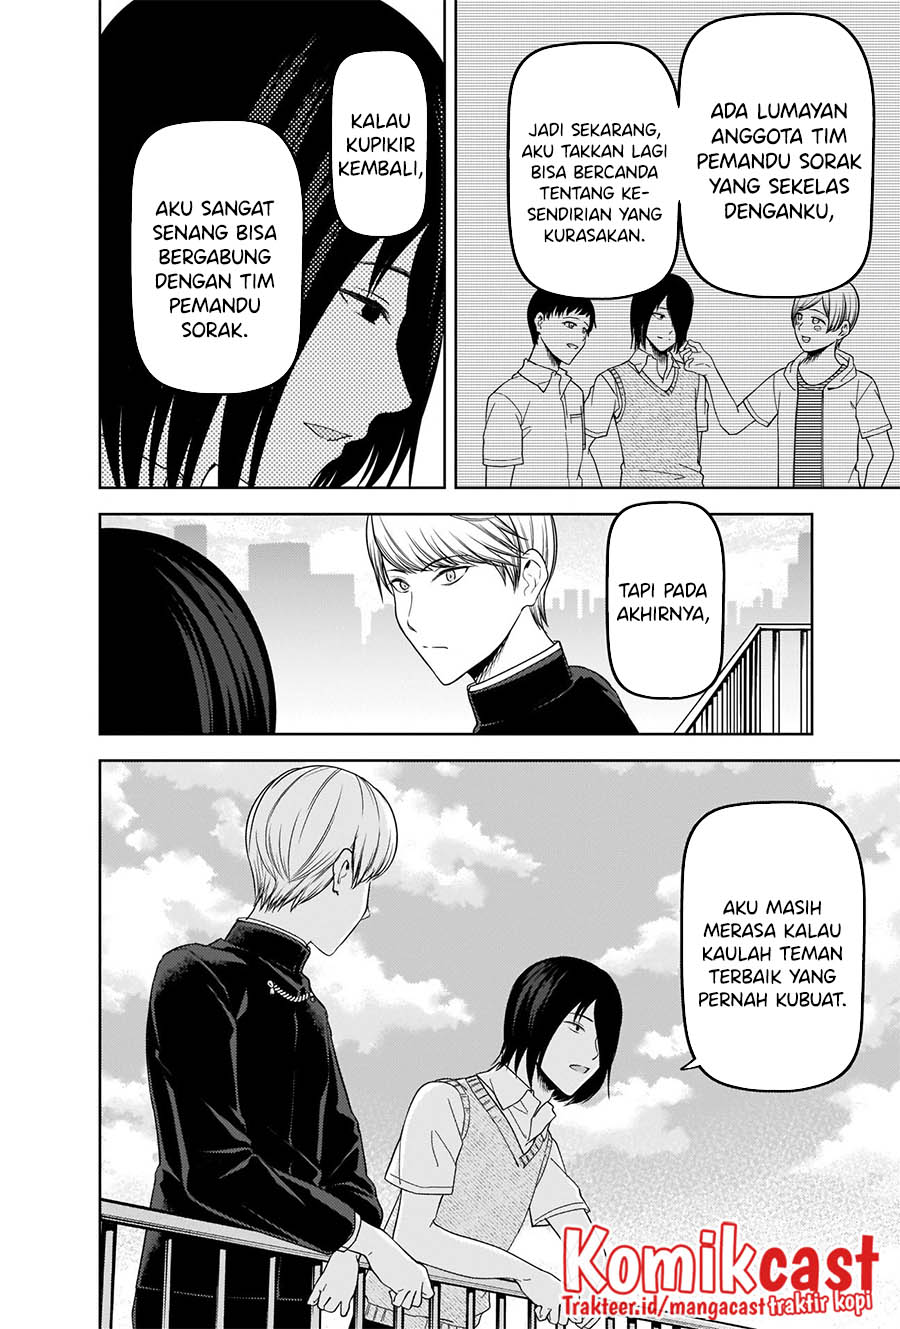 ADA LUMAYAN
ANGGOTA TIM
PEMANDU SORAK
YANG SEKELAS
DENGANKU,
JADI SEKARANG,
AKU TAKKAN LAGI
BISA BERCANDA
TENTANG KE-
SENDIRIAN YANG
KURASAKAN.
KALAU
KUPIKIR
KEMBALI,
AKU SANGAT
SENANG BISA
BERGABUNG
DENGAN TIM
PEMANDU
SORAK.
TAPI PADA
AKHIRNYA,
AKU MASIH
MERASA KALAU
KAULAH TEMAN
TERBAIK YANG
PERNAH KUBUAT.
Komikcast
Trakteer.id/mangacast traktir kopi